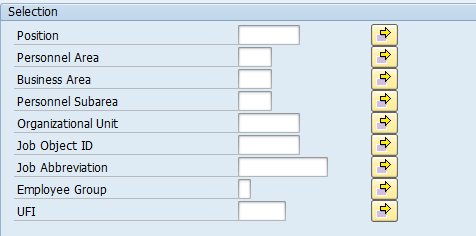 Selection
Position
Personnel Area
Business Area
Personnel Subarea
Organizational Unit
Job Object ID
Job Abbreviation
Employee Group
UFI